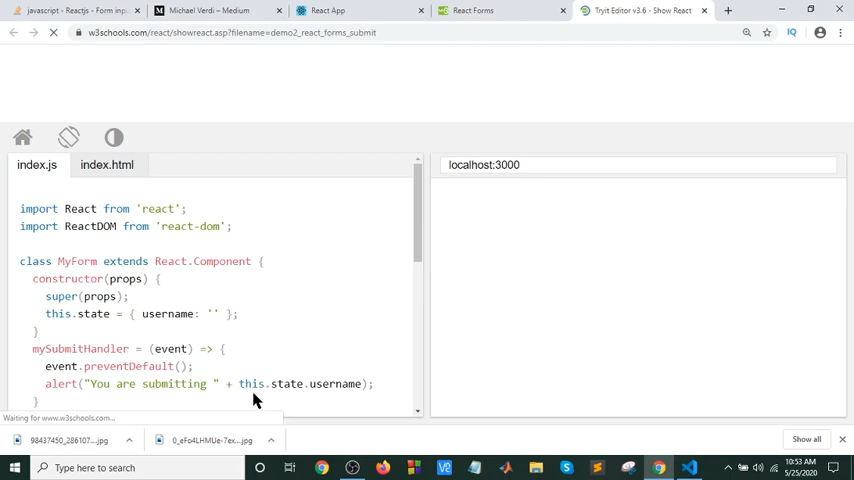 javascript - Reactjs - Form inpu
Michael Verdi – Medium
React App
React Forms
Tryit Editor v3.6 - Show React
w3schools.com/react/showreact.asp?filename=demo2_react_forms_submit
IQ
index.js
index.html
localhost:3000
import React from 'react';
import ReactDOM from 'react-dom';
class MyForm extends React.Component {
constructor(props) {
super(props);
this.state = { username: '' };
}
mySubmitHandler = (event) => {
event.preventDefault();
alert("You are submitting " + this.state.username);
}
Waiting for www.w3schools.com...
98437450_286107....jpg
0_eFo4LHMUe-7ex....jpg
Show all
Type here to search
10:53 AM
5/25/2020